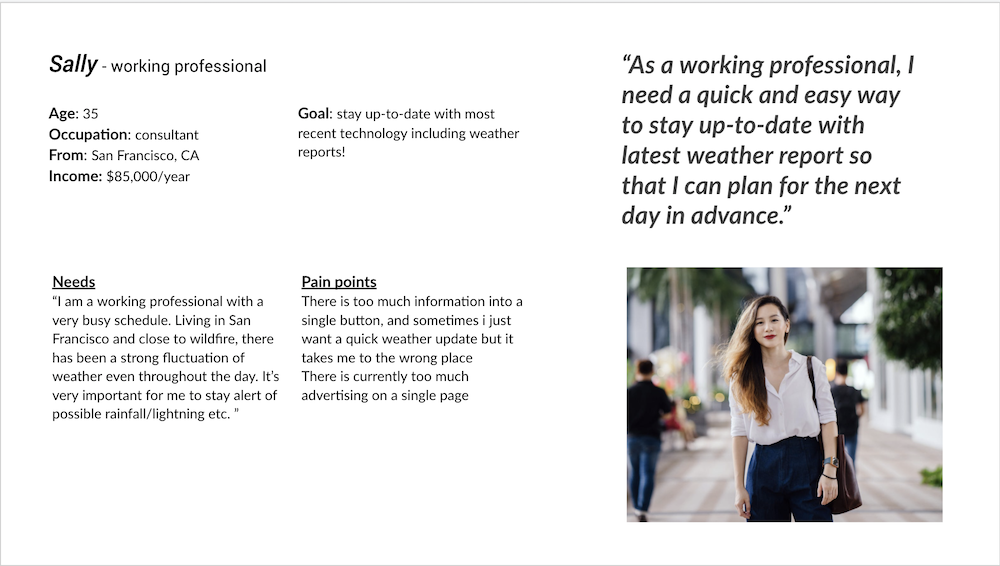 Sally - working professional
Age: 35
Occupation: consultant
From: San Francisco, CA
Income: $85,000/year
Goal: stay up-to-date with most
recent technology including weather
reports!
“As a working professional, I
need a quick and easy way
to stay up-to-date with
latest weather report so
that I can plan for the next
day in advance.”
Needs
“I am a working professional with a
very busy schedule. Living in San
Francisco and close to wildfire, there
has been a strong fluctuation of
weather even throughout the day. It’s
very important for me to stay alert of
possible rainfall/lightning etc. ”
Pain points
There is too much information into a
single button, and sometimes i just
want a quick weather update but it
takes me to the wrong place
There is currently too much
advertising on a single page